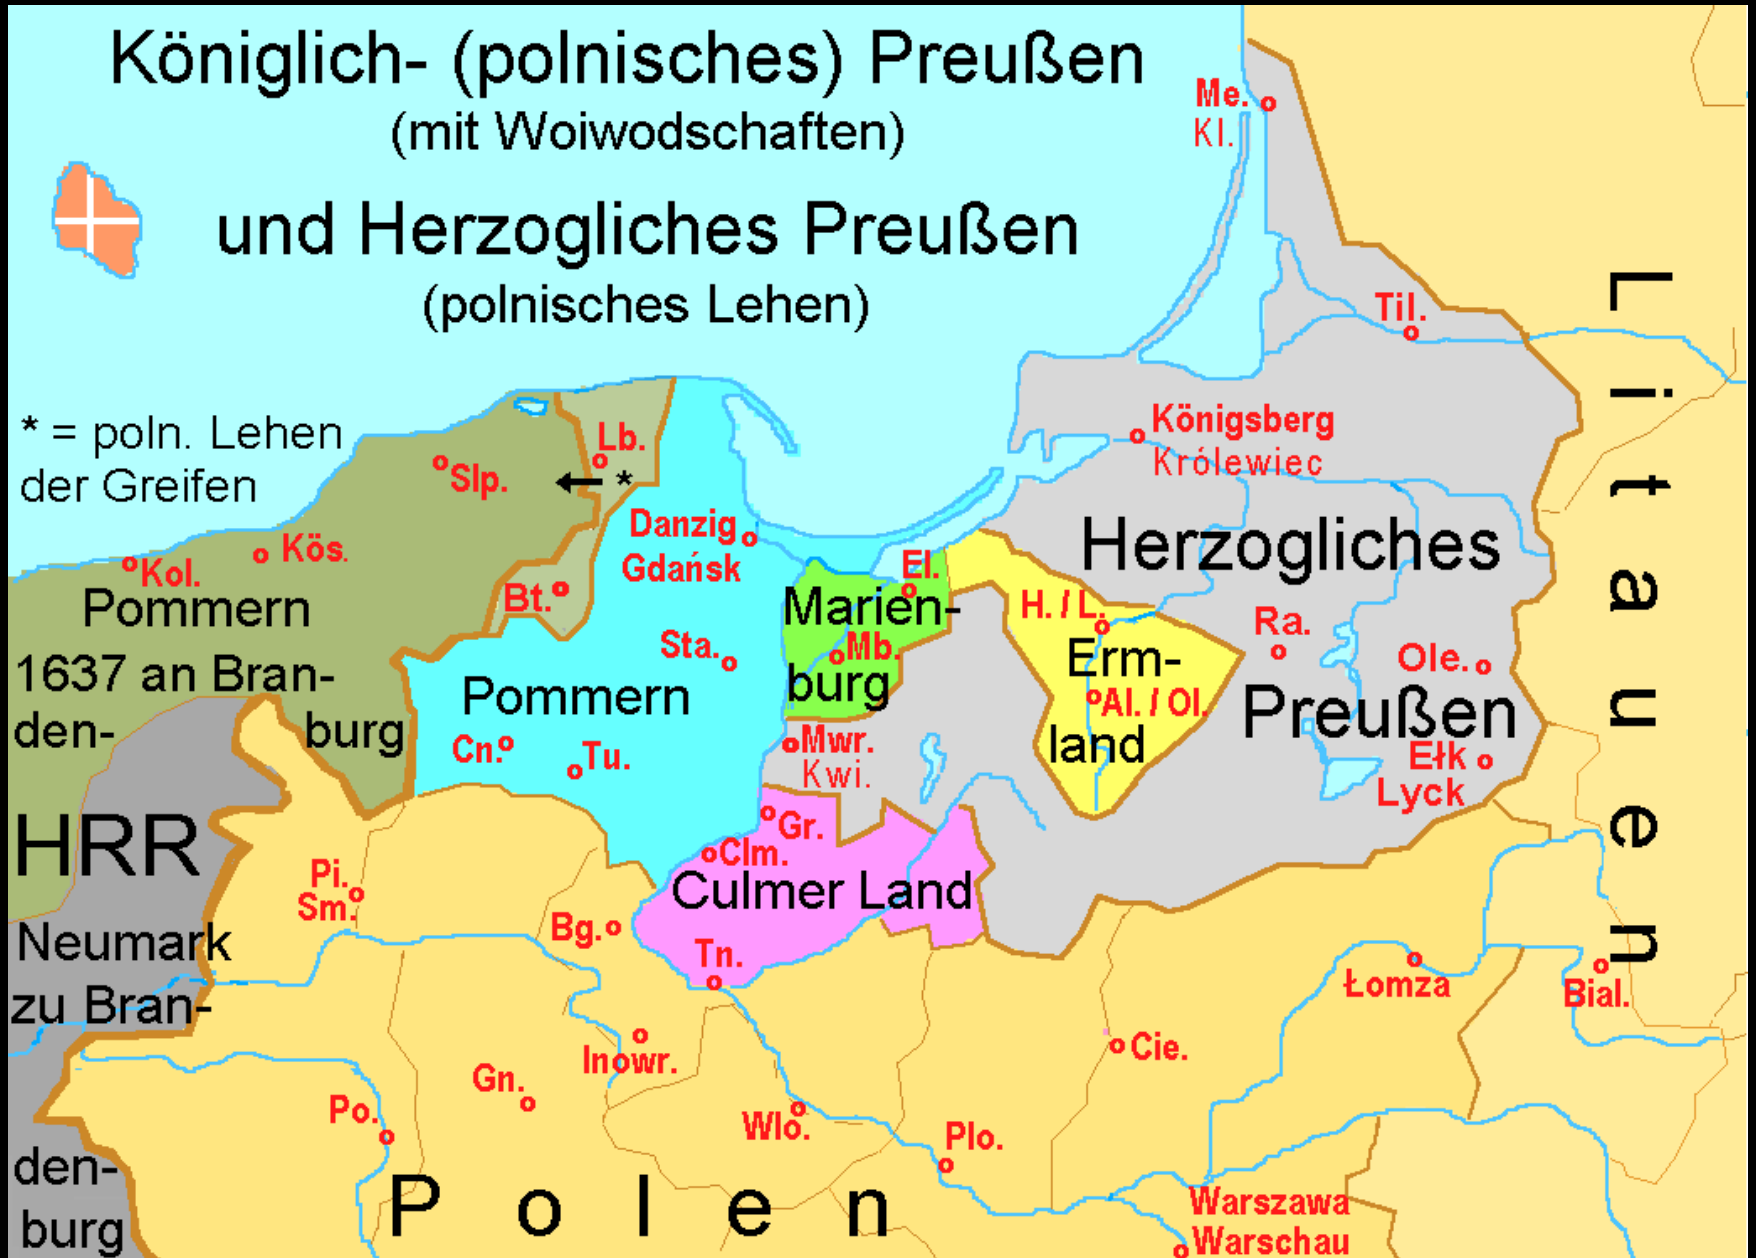 Königlich- (polnisches) Preußen
(mit Woiwodschaften)
und Herzogliches Preußen
(polnisches Lehen)
* = poln. Lehen
der Greifen
Me.
Kl.
Til.
Königsberg
Królewiec
Lb.
*
Slp.
Danzig
Gdańsk
Kös.
Kol.
Bt.
El.
Herzogliches
Preußen
Pommern
1637 an Bran-
den-
burg
Marien-
burg
Mb.
H. / L.
Erm-
land
Al. / Ol.
Ra.
Ole.
Sta.
Pommern
Cn.
Tu.
Mwr.
Kwi.
Ełk
Lyck
Litauen
HRR
Gr.
Clm.
Culmer Land
Tn.
Pi.
Sm.
Bg.
Neumark
zu Bran-
den-
burg
Łomza
Bial.
Inowr.
Cie.
Gn.
Po.
Wlo.
Plo.
Polen
Warszawa
Warschau